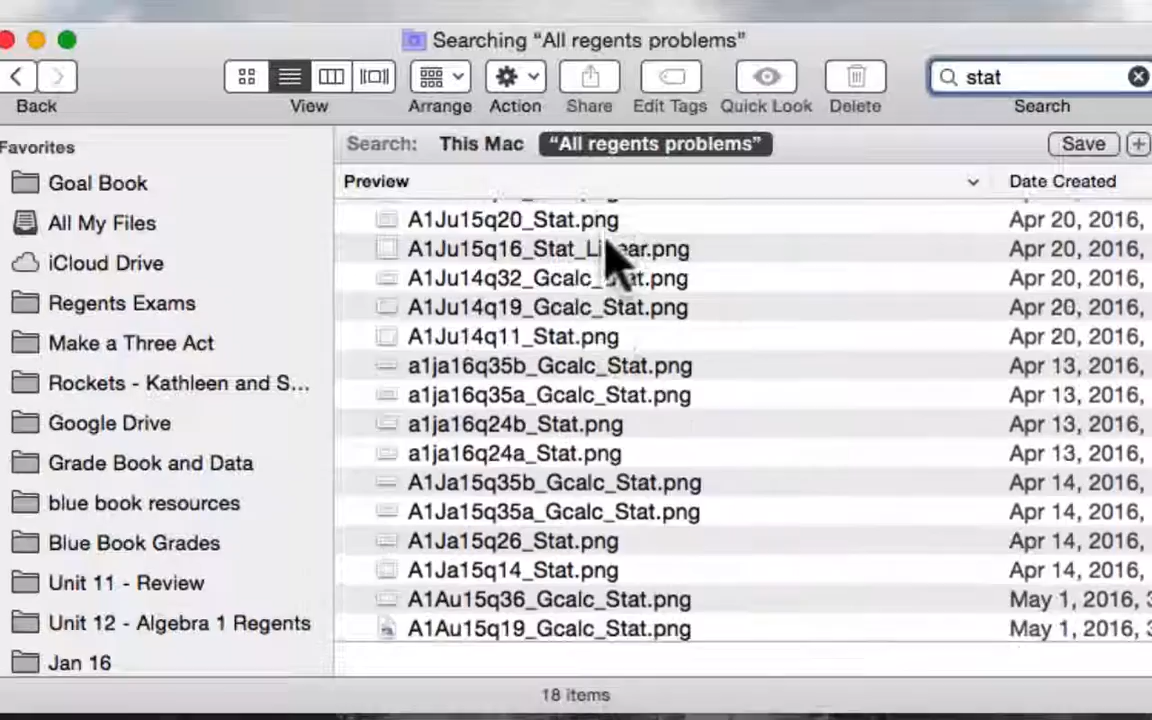 Searching “All regents problems”
Back
View
Arrange
Action
Share
Edit Tags
Quick Look
Delete
stat
Search
Favorites
Goal Book
All My Files
iCloud Drive
Regents Exams
Make a Three Act
Rockets - Kathleen and S...
Google Drive
Grade Book and Data
blue book resources
Blue Book Grades
Unit 11 - Review
Unit 12 - Algebra 1 Regents
Jan 16
Search: This Mac “All regents problems” Save +
Preview Date Created
A1Ju15q20_Stat.png Apr 20, 2016,
A1Ju15q16_Stat_Linear.png Apr 20, 2016,
A1Ju14q32_Gcalc_Stat.png Apr 20, 2016,
A1Ju14q19_Gcalc_Stat.png Apr 20, 2016,
A1Ju14q11_Stat.png Apr 20, 2016,
a1ja16q35b_Gcalc_Stat.png Apr 13, 2016,
a1ja16q35a_Gcalc_Stat.png Apr 13, 2016,
a1ja16q24b_Stat.png Apr 13, 2016,
a1ja16q24a_Stat.png Apr 13, 2016,
A1Ja15q35b_Gcalc_Stat.png Apr 14, 2016,
A1Ja15q35a_Gcalc_Stat.png Apr 14, 2016,
A1Ja15q26_Stat.png Apr 14, 2016,
A1Ja15q14_Stat.png Apr 14, 2016,
A1Au15q36_Gcalc_Stat.png May 1, 2016, 3
A1Au15q19_Gcalc_Stat.png May 1, 2016, 3
18 items